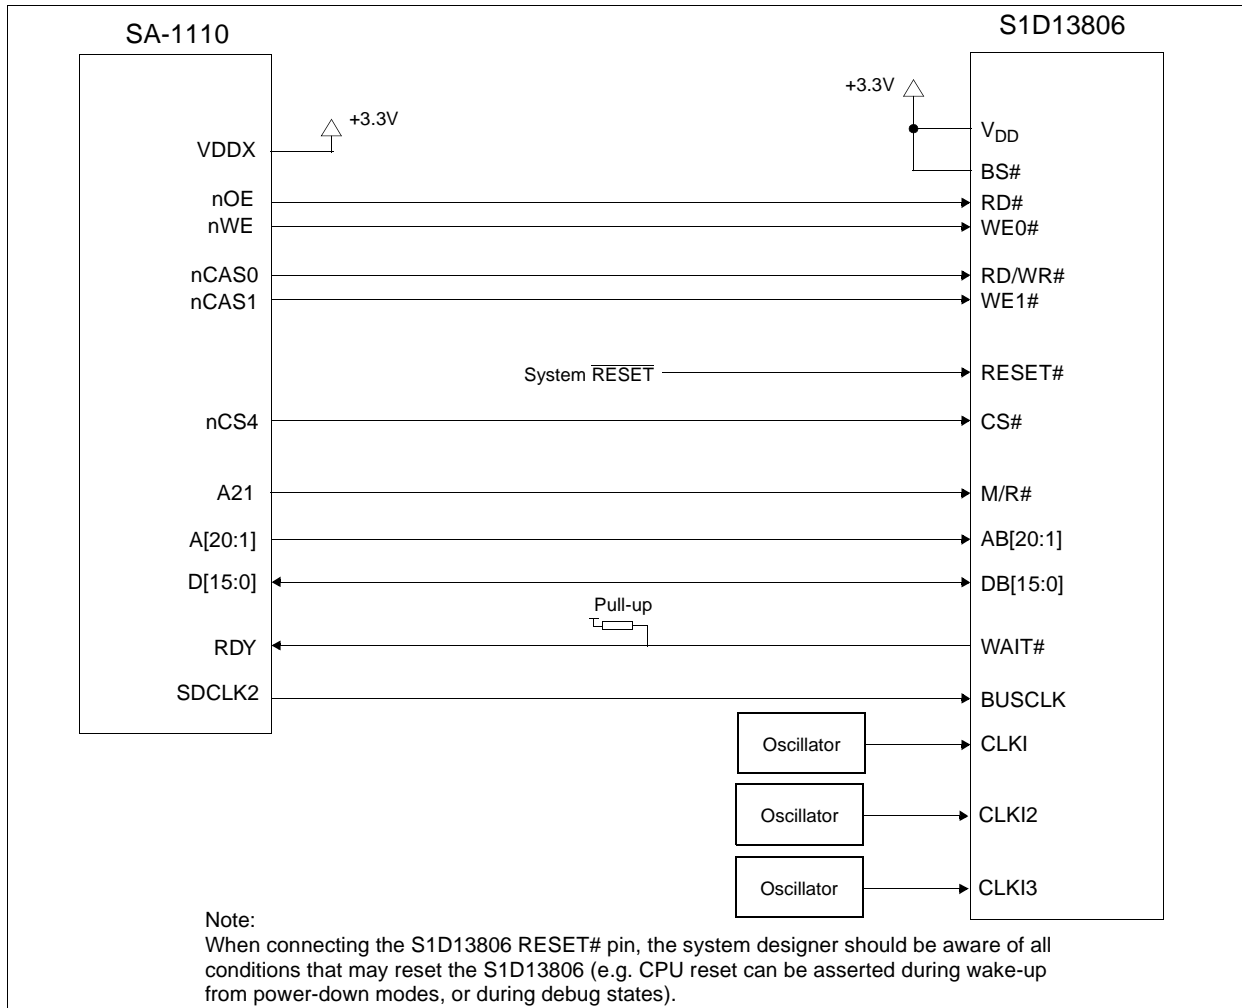 SA-1110
S1D13806
+3.3V
+3.3V
VDDX
VDD
BS#
nOE
RD#
nWE
WE0#
nCAS0
RD/WR#
nCAS1
WE1#
System RESET
RESET#
nCS4
CS#
A21
M/R#
A[20:1]
AB[20:1]
D[15:0]
DB[15:0]
Pull-up
RDY
WAIT#
SDCLK2
BUSCLK
Oscillator
CLKI
Oscillator
CLKI2
Oscillator
CLKI3
Note:
When connecting the S1D13806 RESET# pin, the system designer should be aware of all
conditions that may reset the S1D13806 (e.g. CPU reset can be asserted during wake-up
from power-down modes, or during debug states).